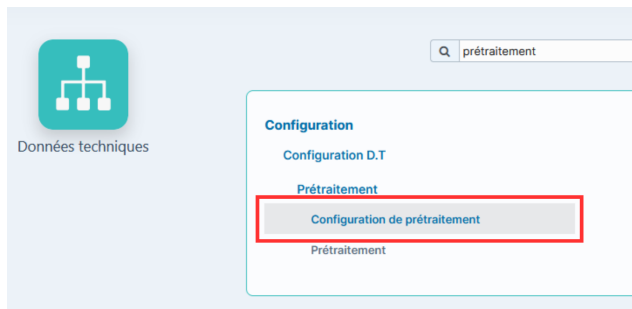 prétraitement
Données techniques
Configuration
Configuration D.T
Prétraitement
Configuration de prétraitement
Prétraitement